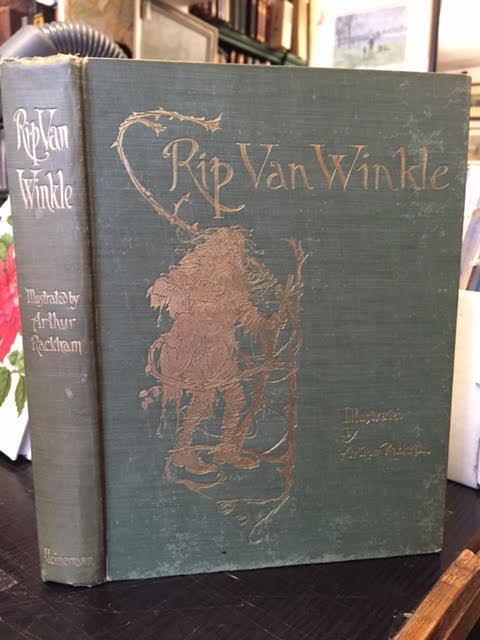 Rip Van
Winkle
Illustrated by
Arthur
Rackham
Heinemann
Rip Van Winkle
Illustrated
by
Arthur Rackham